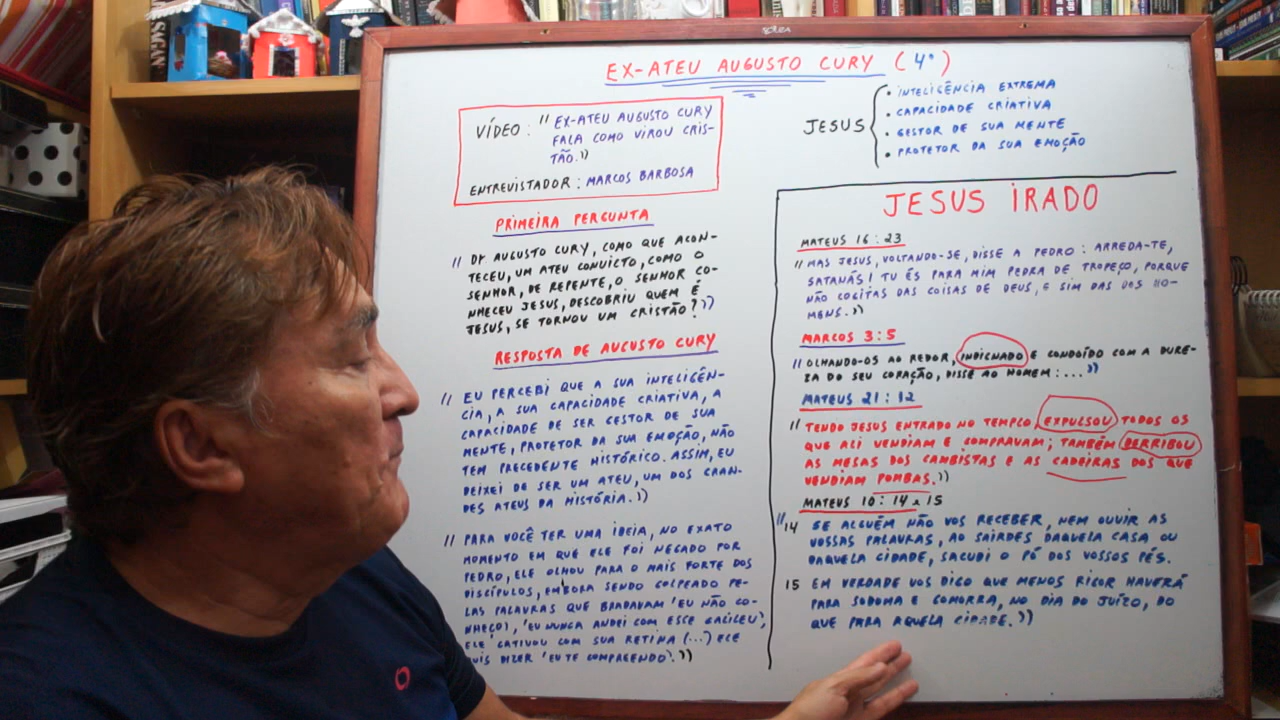 EX-ATEU AUGUSTO CURY (4º)
VÍDEO: "EX-ATEU AUGUSTO CURY
FALA COMO VIROU CRIS-
TÃO."
ENTREVISTADOR: MARCOS BARBOSA
PRIMEIRA PERGUNTA
"DR AUGUSTO CURY, COMO QUE ACON-
TECEU, UM ATEU CONVICTO, COMO O
SENHOR, DE REPENTE, O SENHOR CO-
NHECEU JESUS, DESCOBRIU QUEM É
JESUS, SE TORNOU UM CRISTÃO?"
RESPOSTA DE AUGUSTO CURY
"EU PERCEBI QUE A SUA INTELIGÊN-
CIA, A SUA CAPACIDADE CRIATIVA, A
CAPACIDADE DE SER GESTOR DE SUA
MENTE, PROTETOR DA SUA EMOÇÃO, NÃO
TEM PRECEDENTE HISTÓRICO. ASSIM, EU
DEIXEI DE SER UM ATEU, UM DOS GRAN-
DES ATEUS DA HISTÓRIA."
"PARA VOCÊ TER UMA IDEIA, NO EXATO
MOMENTO EM QUE ELE FOI NEGADO POR
PEDRO, ELE OLHOU PARA O MAIS FORTE DOS
DISCÍPULOS, EMBORA SENDO GOLPEADO PE-
LAS PALAVRAS QUE BRADAVAM 'EU NÃO CO-
NHEÇO', 'EU NUNCA ANDEI COM ESSE GALILEU',
ELE 'GRITOU COM SUA RETINA (...) ELE
QUIS DIZER 'EU TE COMPREENDO'."
JESUS
• INTELIGÊNCIA EXTREMA
• CAPACIDADE CRIATIVA
• GESTOR DE SUA MENTE
• PROTETOR DA SUA EMOÇÃO
JESUS IRADO
MATEUS 16:23
"MAS JESUS, VOLTANDO-SE, DISSE A PEDRO: ARREDA-TE,
SATANÁS! TU ÉS PARA MIM PEDRA DE TROPEÇO, PORQUE
NÃO COGITAS DAS COISAS DE DEUS, E SIM DAS DOS HO-
MENS."
MARCOS 3:5
"OLHANDO-OS AO REDOR, INDIGNADO E CONDOÍDO COM A DURE-
ZA DO SEU CORAÇÃO, DISSE AO HOMEM:..."
MATEUS 21:12
"TENDO JESUS ENTRADO NO TEMPLO, EXPULSOU TODOS OS
QUE ALI VENDIAM E COMPRAVAM; TAMBÉM DERRIBOU
AS MESAS DOS CAMBISTAS E AS CADEIRAS DOS QUE
VENDIAM POMBAS."
MATEUS 10:14 e 15
"14 SE ALGUÉM NÃO VOS RECEBER, NEM OUVIR AS
VOSSAS PALAVRAS, AO SAIRDES DAQUELA CASA OU
DAQUELA CIDADE, SACUDI O PÓ DOS VOSSOS PÉS.
15 EM VERDADE VOS DIGO QUE MENOS RIGOR HAVERÁ
PARA SODOMA E GOMORRA, NO DIA DO JUÍZO, DO
QUE PARA AQUELA CIDADE."
SAGAN